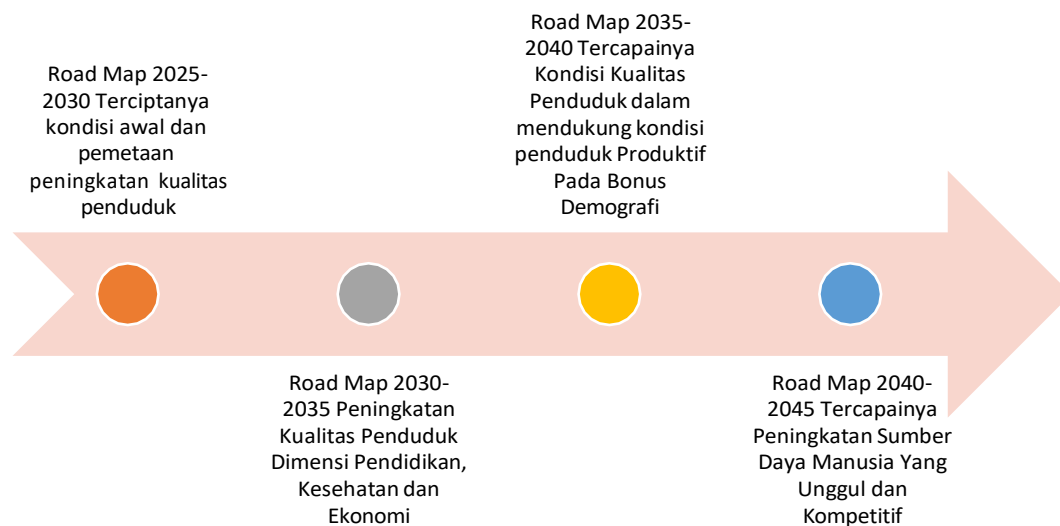 Road Map 2025-
2030 Terciptanya
kondisi awal dan
pemetaan
peningkatan kualitas
penduduk
Road Map 2030-
2035 Peningkatan
Kualitas Penduduk
Dimensi Pendidikan,
Kesehatan dan
Ekonomi
Road Map 2035-
2040 Tercapainya
Kondisi Kualitas
Penduduk dalam
mendukung kondisi
penduduk Produktif
Pada Bonus
Demografi
Road Map 2040-
2045 Tercapainya
Peningkatan Sumber
Daya Manusia Yang
Unggul dan
Kompetitif